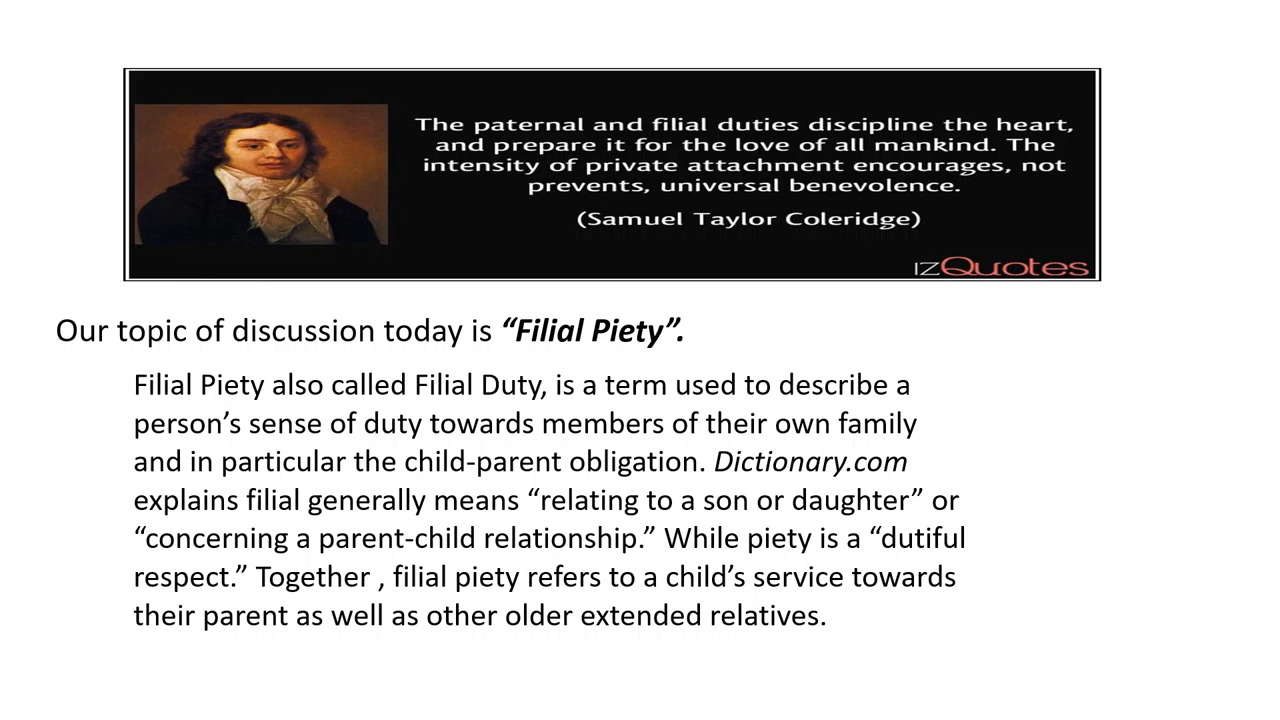 The paternal and filial duties discipline the heart,
and prepare it for the love of all mankind. The
intensity of private attachment encourages, not
prevents, universal benevolence.
(Samuel Taylor Coleridge)
izQuotes
Our topic of discussion today is “Filial Piety”.
Filial Piety also called Filial Duty, is a term used to describe a
person’s sense of duty towards members of their own family
and in particular the child-parent obligation. Dictionary.com
explains filial generally means “relating to a son or daughter” or
“concerning a parent-child relationship.” While piety is a “dutiful
respect.” Together , filial piety refers to a child’s service towards
their parent as well as other older extended relatives.